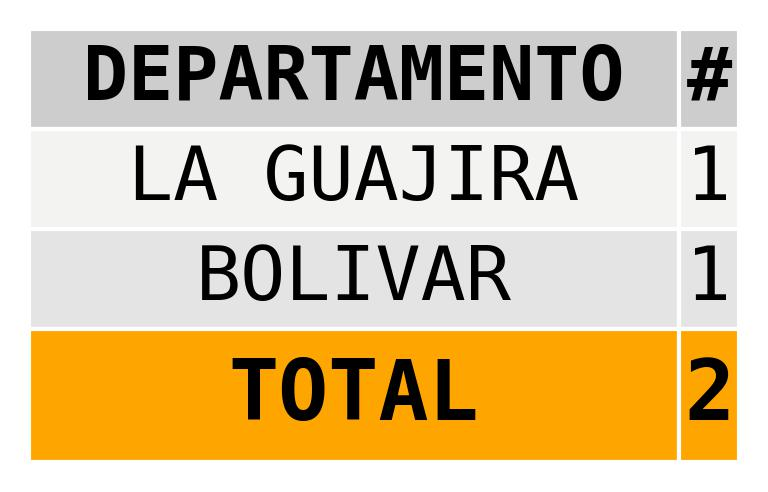 DEPARTAMENTO #
LA GUAJIRA 1
BOLIVAR 1
TOTAL 2